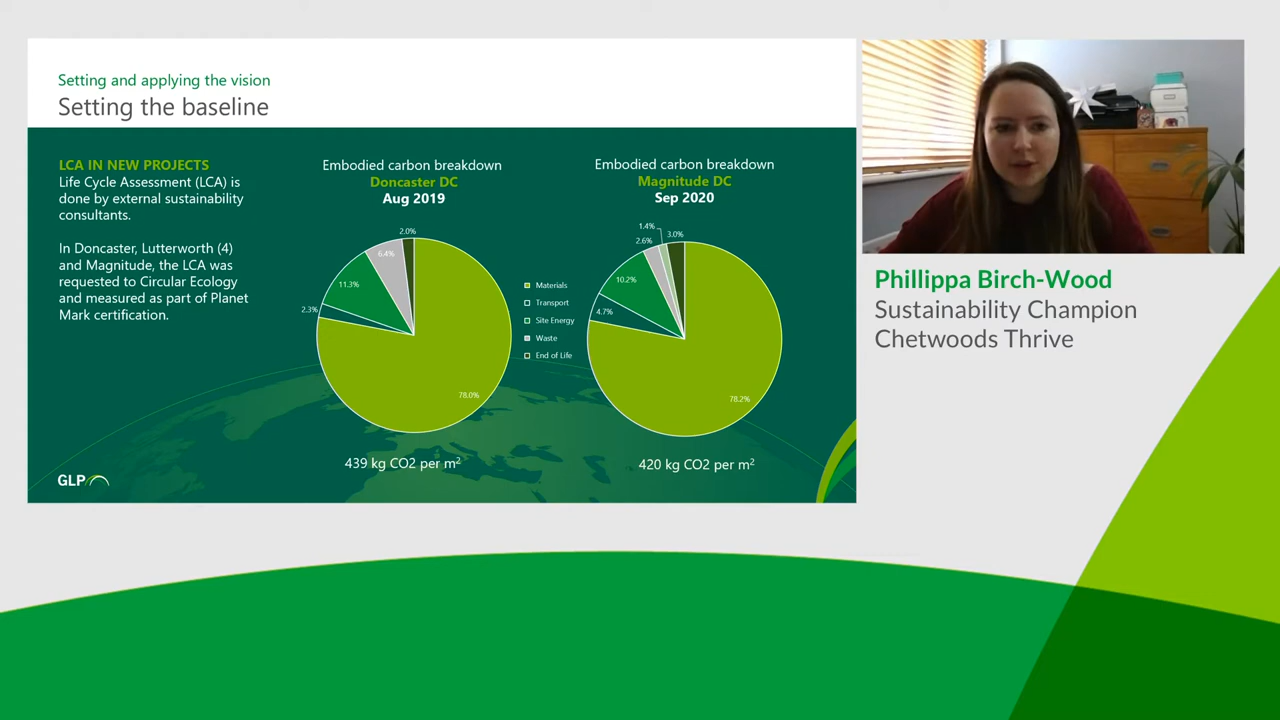 Setting and applying the vision
Setting the baseline
LCA IN NEW PROJECTS
Life Cycle Assessment (LCA) is
done by external sustainability
consultants.
In Doncaster, Lutterworth (4)
and Magnitude, the LCA was
requested to Circular Ecology
and measured as part of Planet
Mark certification.
Embodied carbon breakdown
Doncaster DC
Aug 2019
2.0%
6.4%
11.3%
2.3%
78.0%
439 kg CO2 per m²
Materials
Transport
Site Energy
Waste
End of Life
Embodied carbon breakdown
Magnitude DC
Sep 2020
1.4%
3.0%
2.6%
10.2%
4.7%
78.2%
420 kg CO2 per m²
GLP
Phillippa Birch-Wood
Sustainability Champion
Chetwoods Thrive